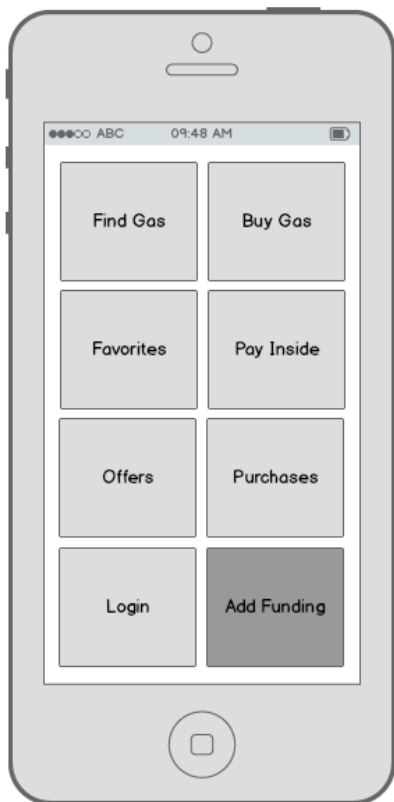 ABC 09:48 AM
Find Gas Buy Gas
Favorites Pay Inside
Offers Purchases
Login Add Funding